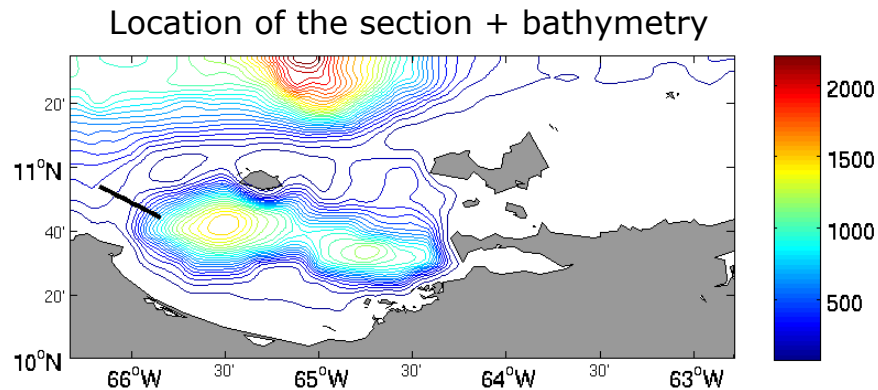 Location of the section + bathymetry
20'
11°N
40'
20'
10°N
66°W 30' 65°W 30' 64°W 30' 63°W
2000
1500
1000
500